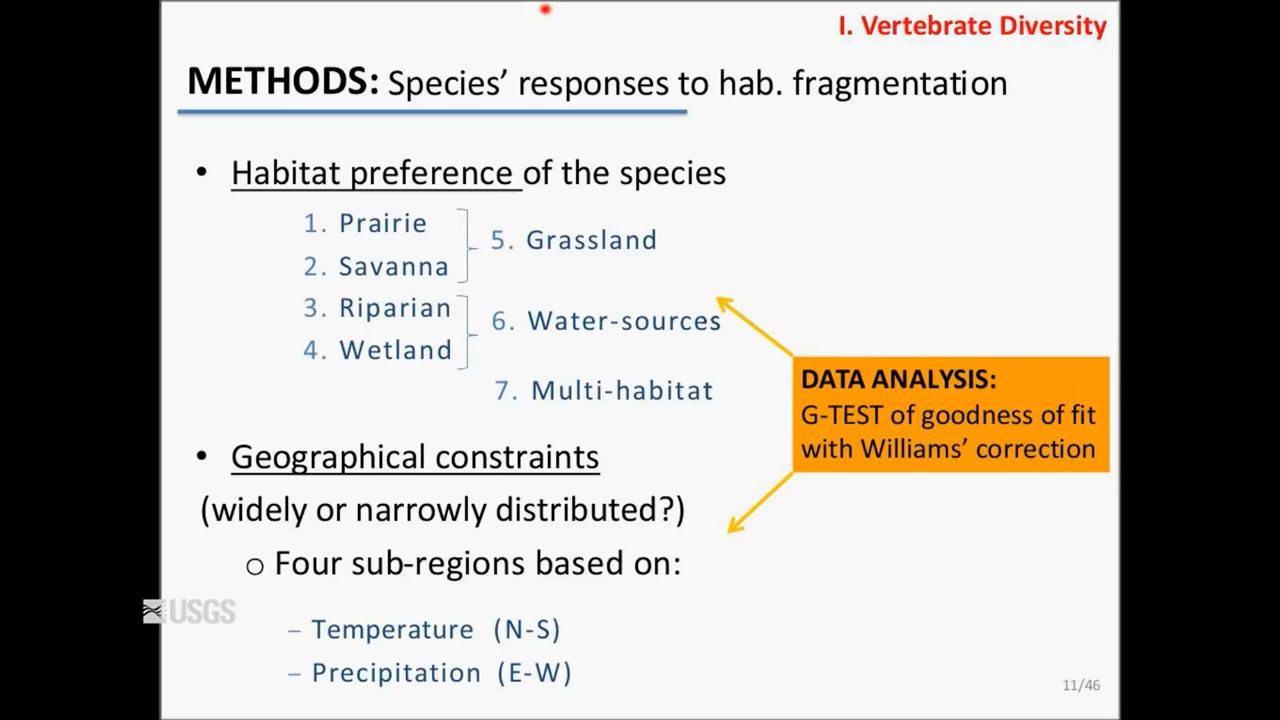 I. Vertebrate Diversity
METHODS: Species’ responses to hab. fragmentation
• Habitat preference of the species
1. Prairie
2. Savanna
5. Grassland
3. Riparian
4. Wetland
6. Water-sources
7. Multi-habitat
DATA ANALYSIS:
G-TEST of goodness of fit
with Williams’ correction
• Geographical constraints
(widely or narrowly distributed?)
o Four sub-regions based on:
– Temperature (N-S)
– Precipitation (E-W)
USGS
11/46